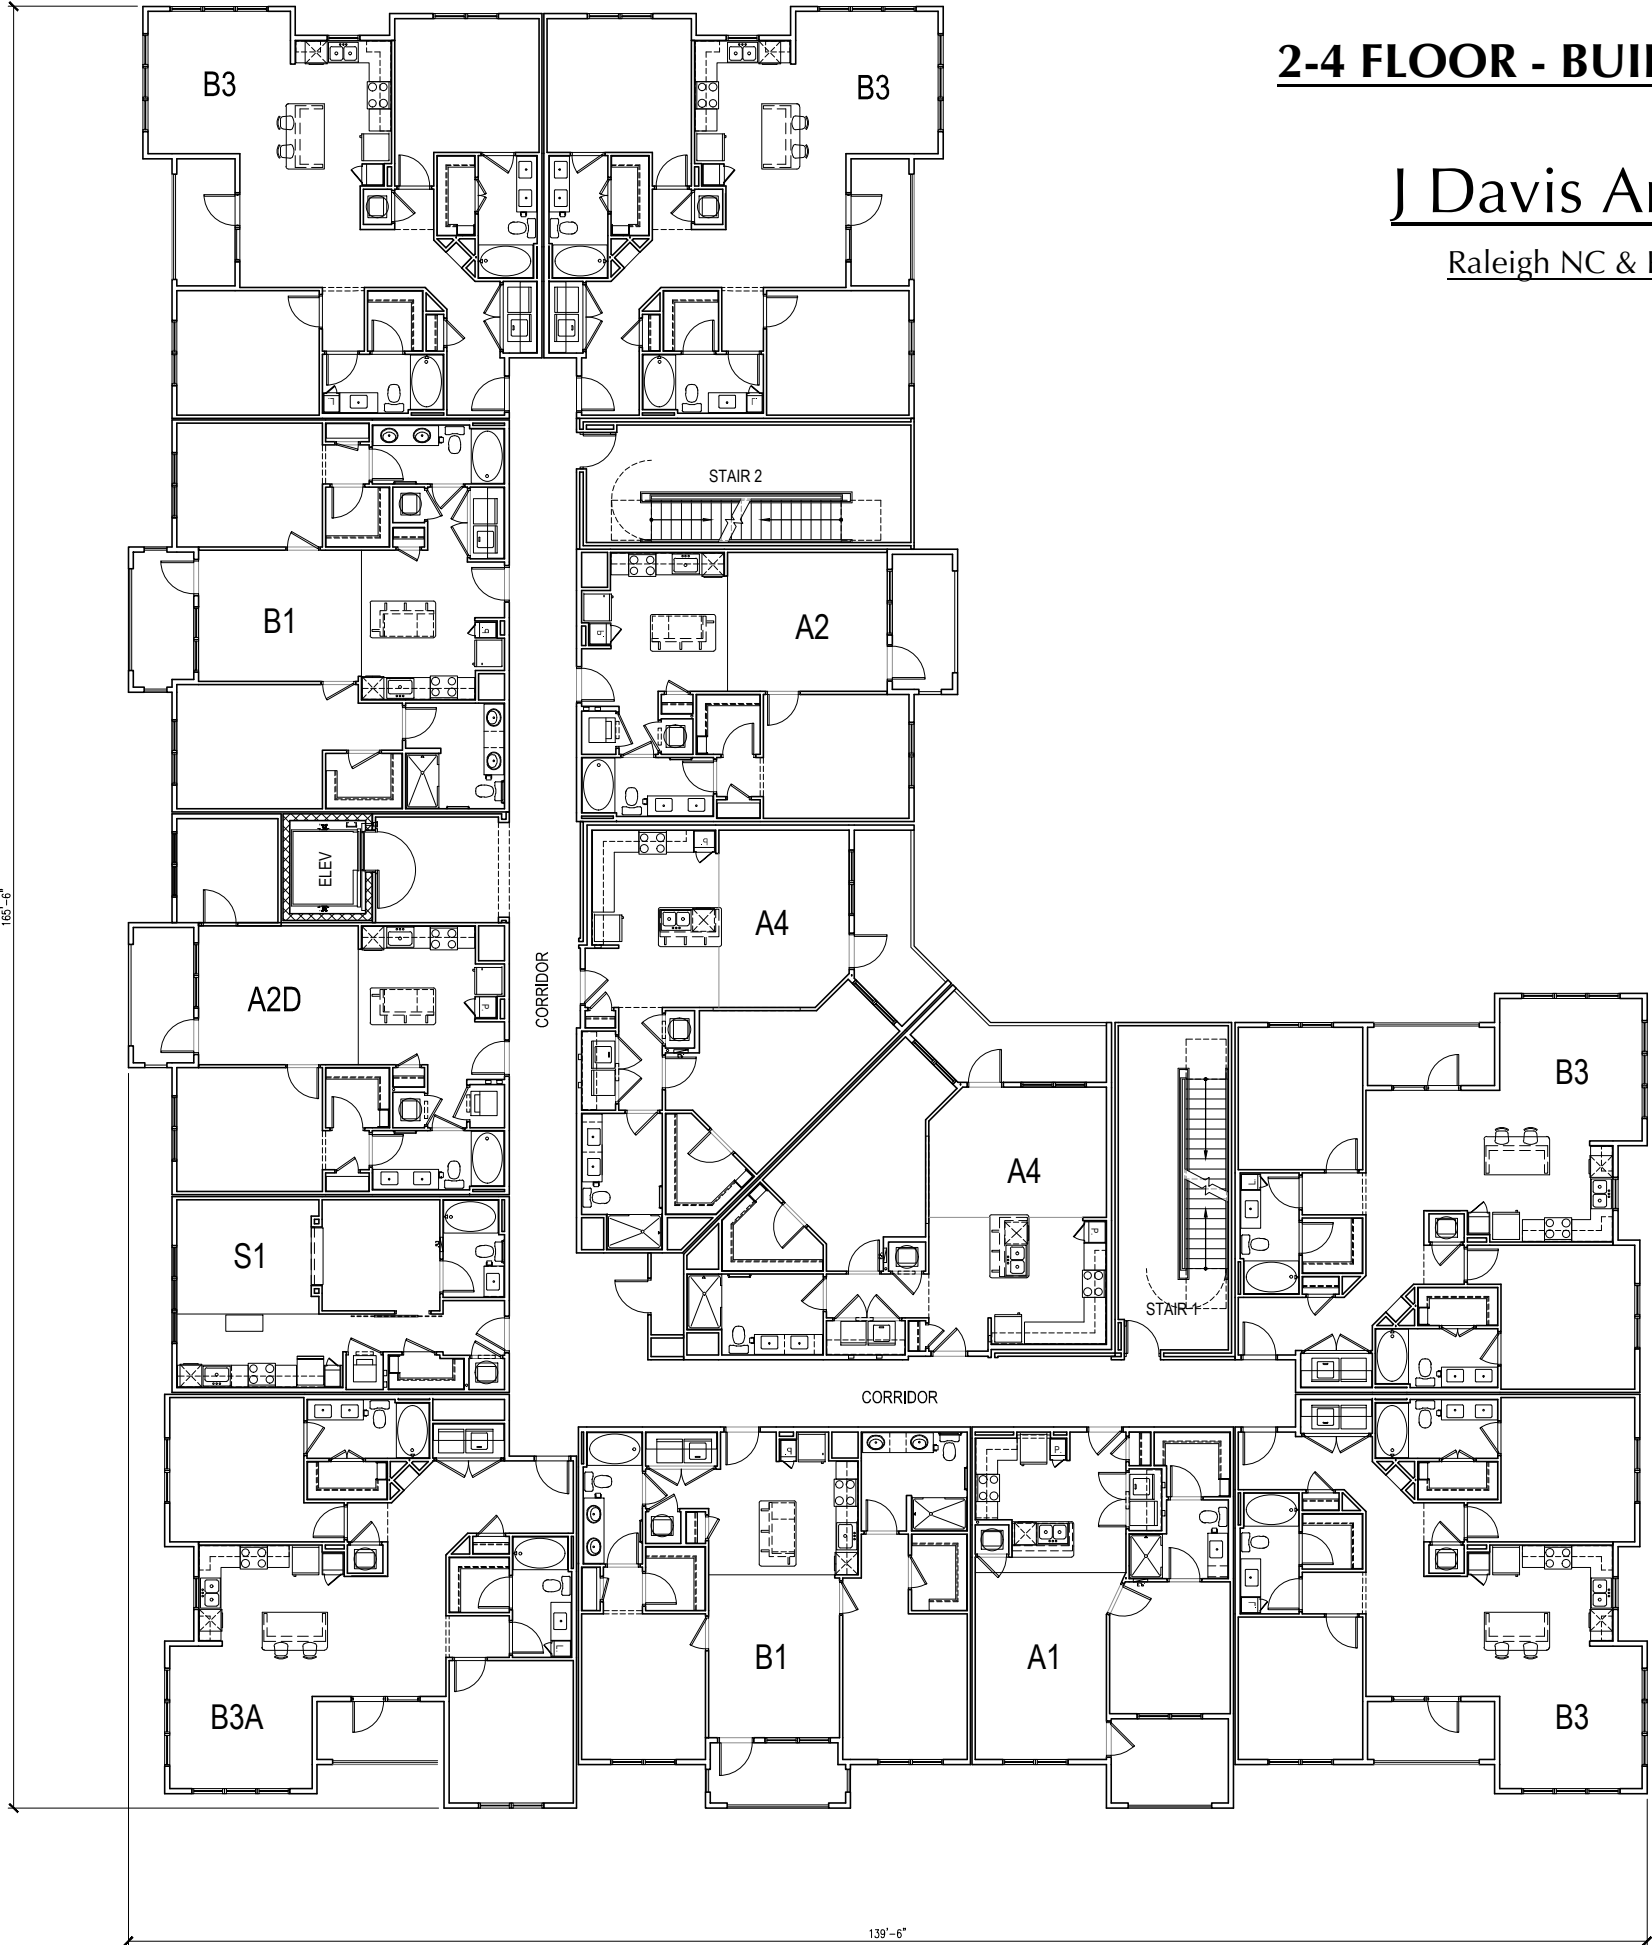 2-4 FLOOR - BUI
J Davis A
Raleigh NC &
B3
B3
STAIR 2
B1
A2
ELEV
A4
165'-6"
A2D
CORRIDOR
B3
A4
S1
STAIR 1
CORRIDOR
B1
A1
B3A
B3
139'-6"
P.
P.
P.
P.
P.
P.
P.
L
L
L
L
L